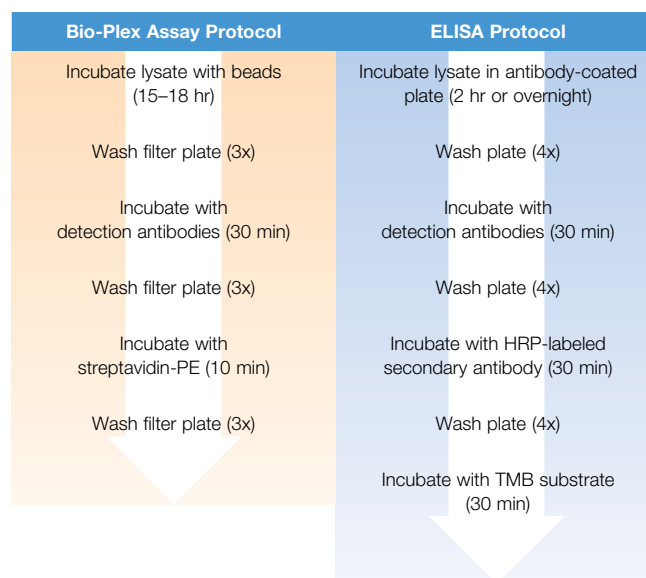 Bio-Plex Assay Protocol
Incubate lysate with beads
(15–18 hr)
Wash filter plate (3x)
Incubate with
detection antibodies (30 min)
Wash filter plate (3x)
Incubate with
streptavidin-PE (10 min)
Wash filter plate (3x)
ELISA Protocol
Incubate lysate in antibody-coated
plate (2 hr or overnight)
Wash plate (4x)
Incubate with
detection antibodies (30 min)
Wash plate (4x)
Incubate with HRP-labeled
secondary antibody (30 min)
Wash plate (4x)
Incubate with TMB substrate
(30 min)